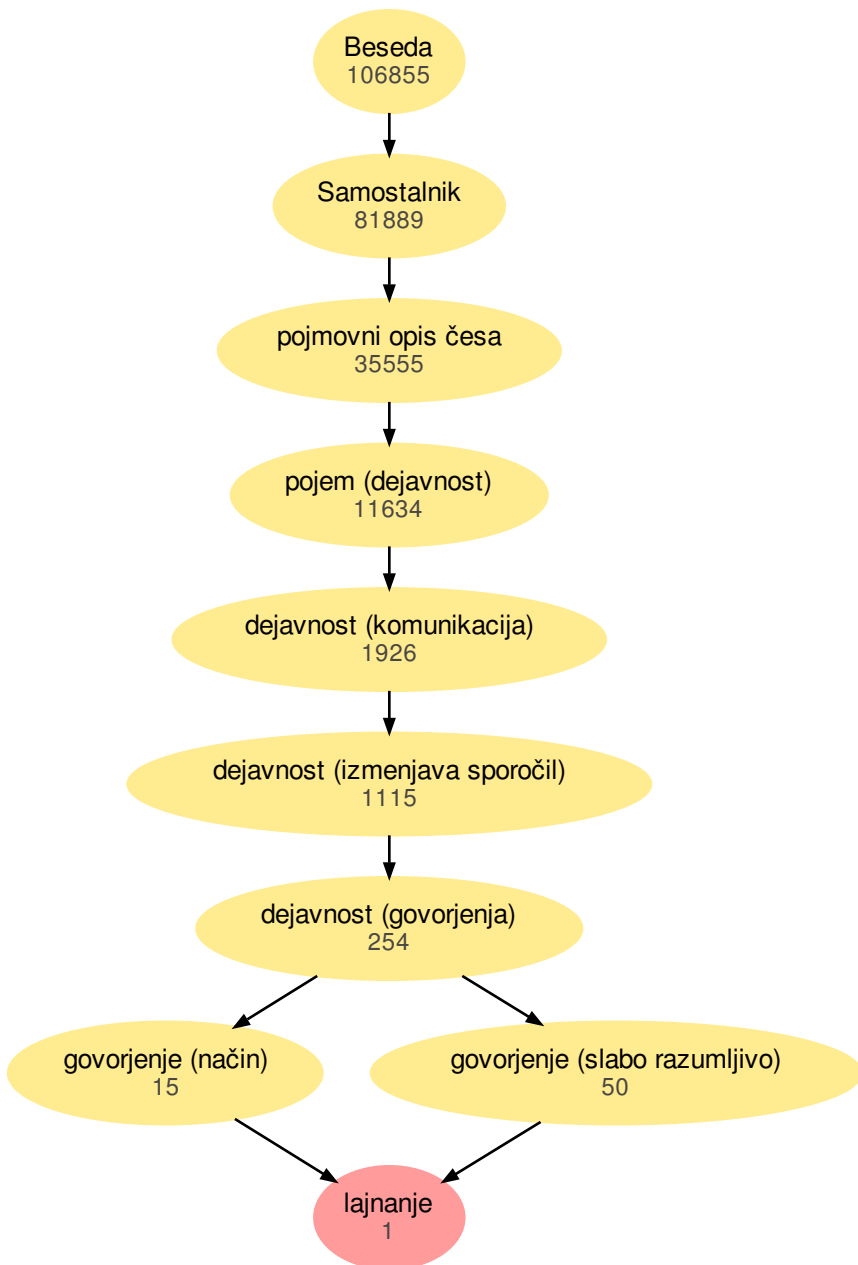 Beseda
106855
Samostalnik
81889
pojmovni opis česa
35555
pojem (dejavnost)
11634
dejavnost (komunikacija)
1926
dejavnost (izmenjava sporočil)
1115
dejavnost (govorjenja)
254
govorjenje (način)
15
govorjenje (slabo razumljivo)
50
lajnanje
1